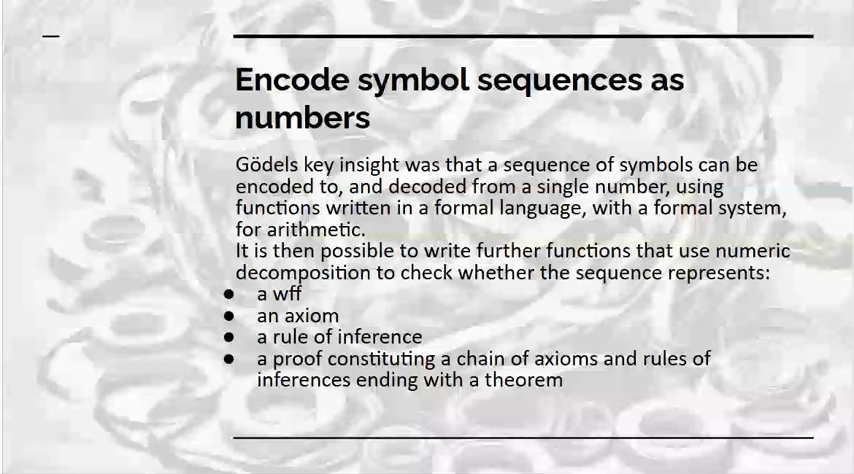 Encode symbol sequences as
numbers
Gödels key insight was that a sequence of symbols can be
encoded to, and decoded from a single number, using
functions written in a formal language, with a formal system,
for arithmetic.
It is then possible to write further functions that use numeric
decomposition to check whether the sequence represents:
● a wff
● an axiom
● a rule of inference
● a proof constituting a chain of axioms and rules of
inferences ending with a theorem